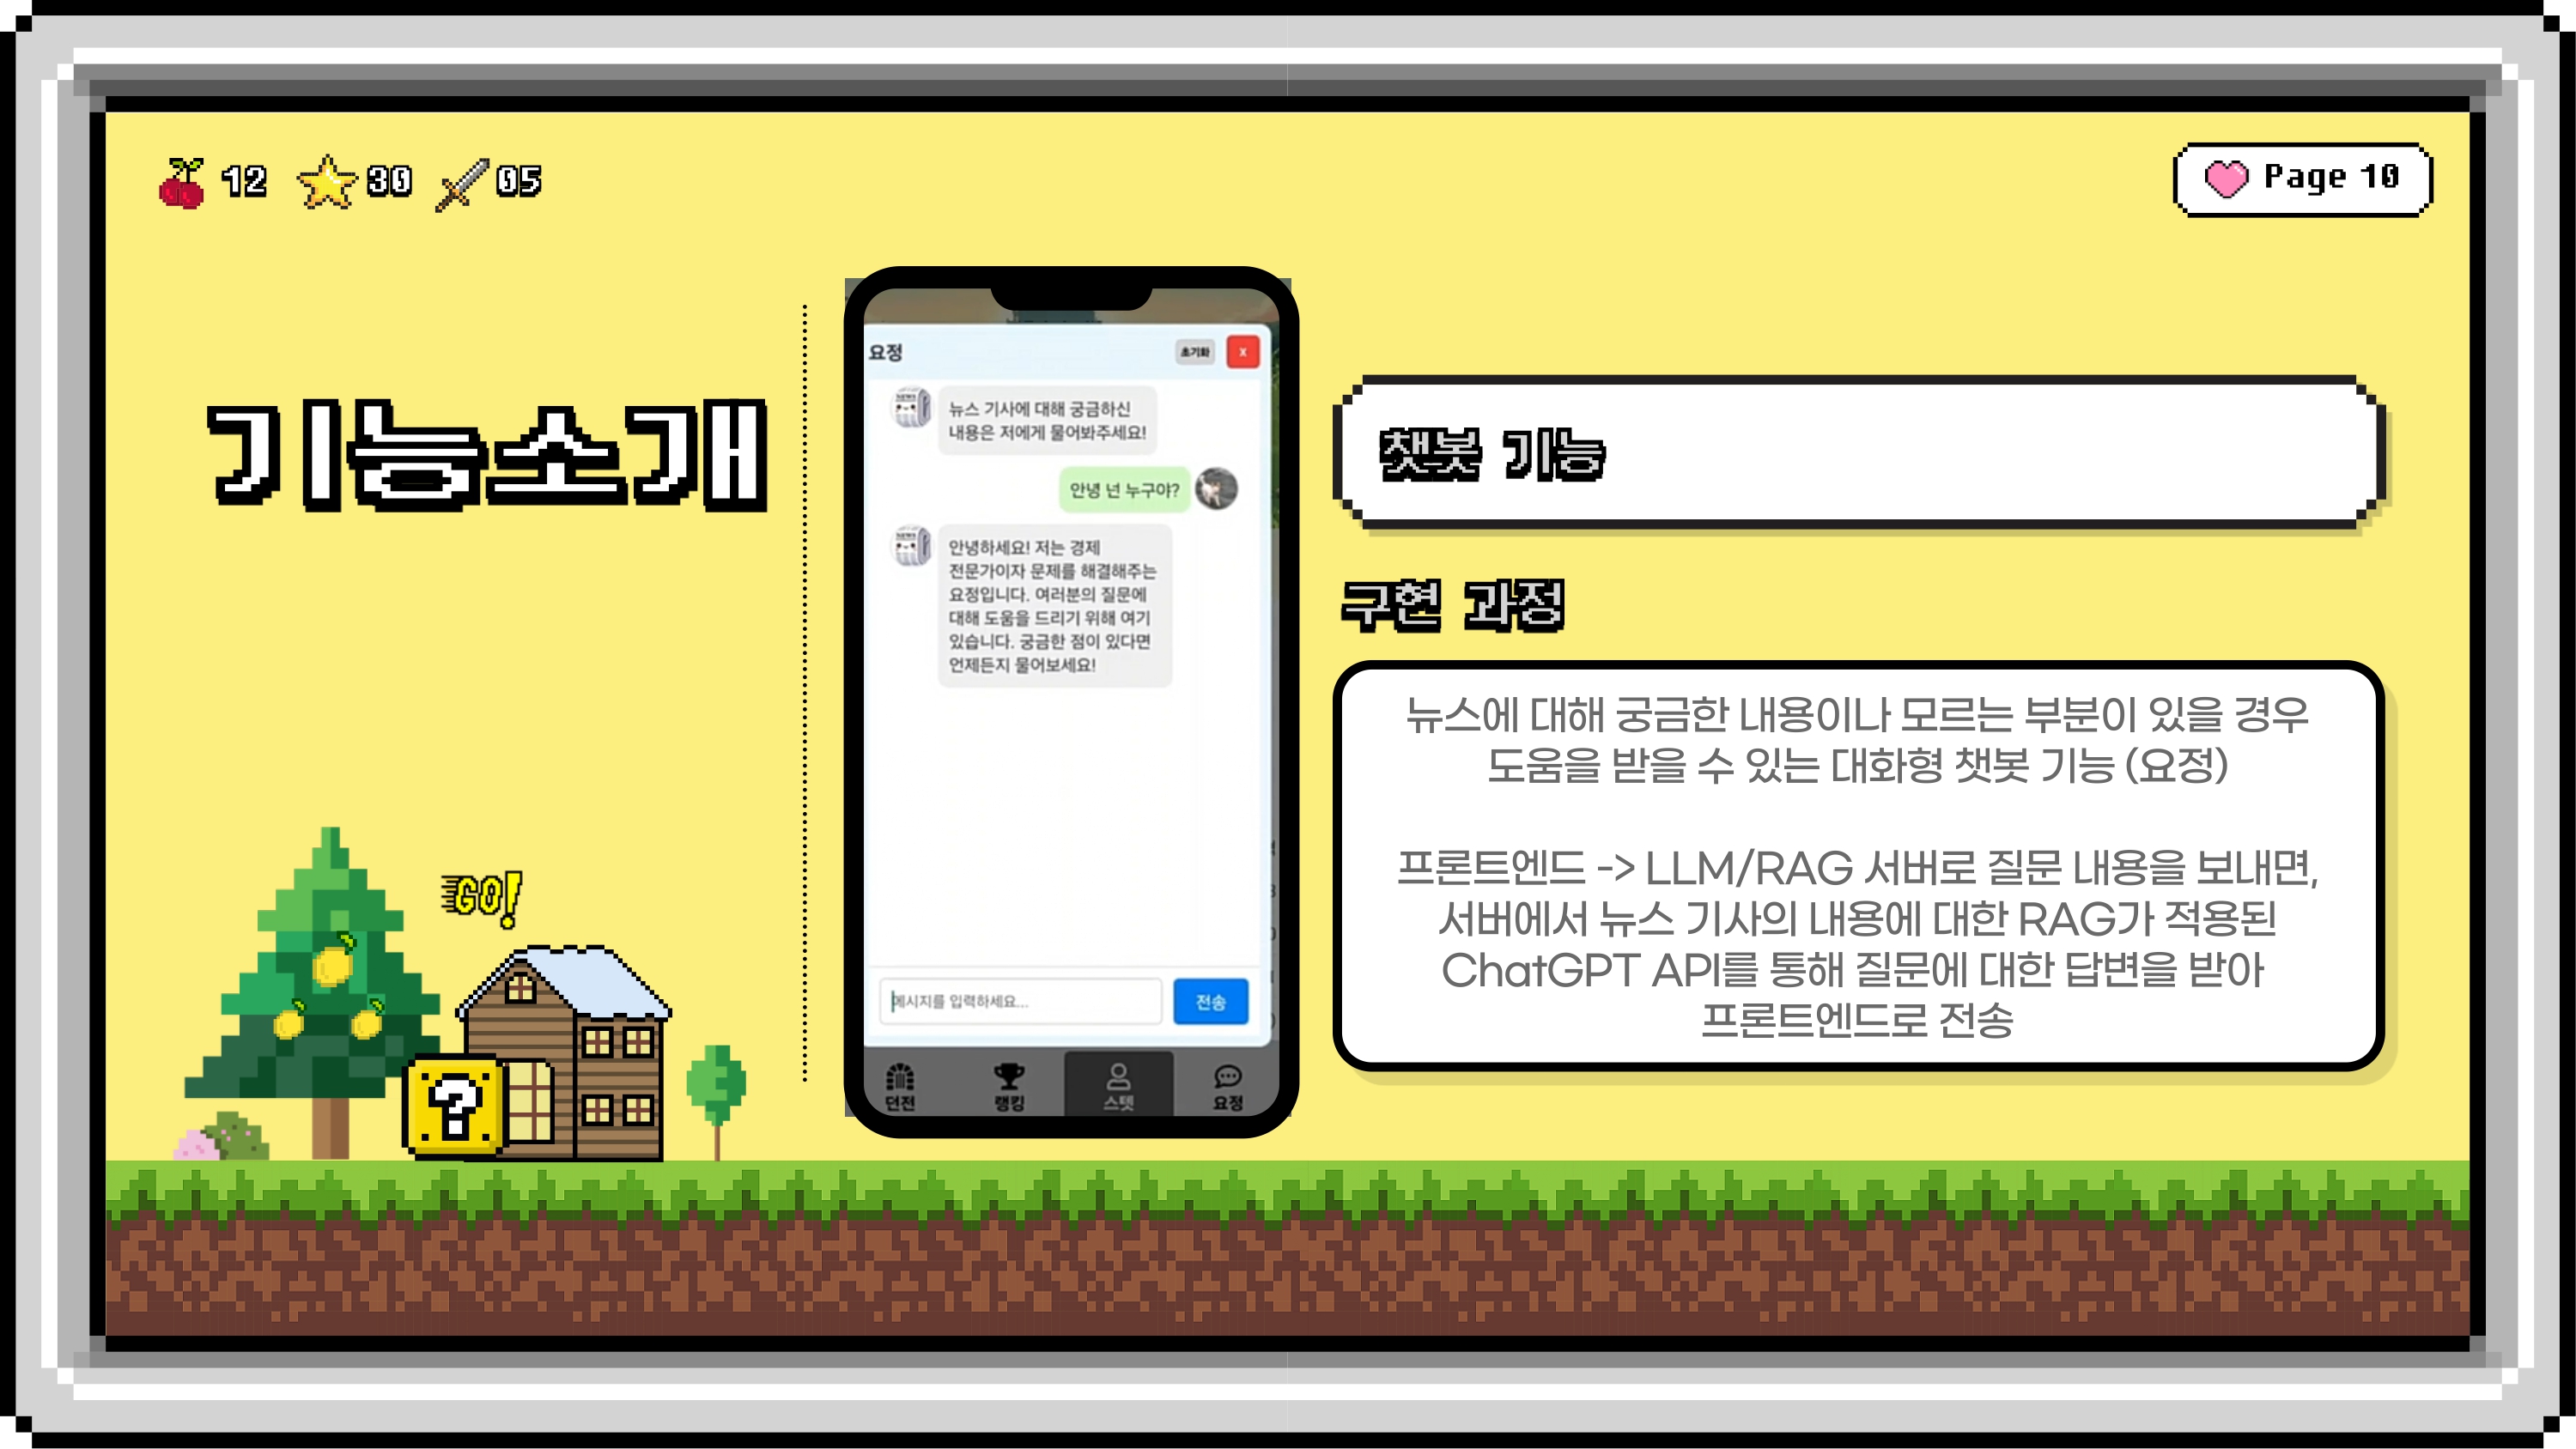 12 30 05
Page 10
기능소개
요정
초기화
X
뉴스 기사에 대해 궁금하신
내용은 저에게 물어봐주세요!
안녕 넌 누구야?
안녕하세요! 저는 경제
전문가이자 문제를 해결해주는
요정입니다. 여러분의 질문에
대해 도움을 드리기 위해 여기
있습니다. 궁금한 점이 있다면
언제든지 물어보세요!
메시지를 입력하세요...
전송
던전
랭킹
스텟
요정
챗봇 기능
구현 과정
뉴스에 대해 궁금한 내용이나 모르는 부분이 있을 경우
도움을 받을 수 있는 대화형 챗봇 기능 (요정)
프론트엔드 -> LLM/RAG 서버로 질문 내용을 보내면,
서버에서 뉴스 기사의 내용에 대한 RAG가 적용된
ChatGPT API를 통해 질문에 대한 답변을 받아
프론트엔드로 전송
GO!
?